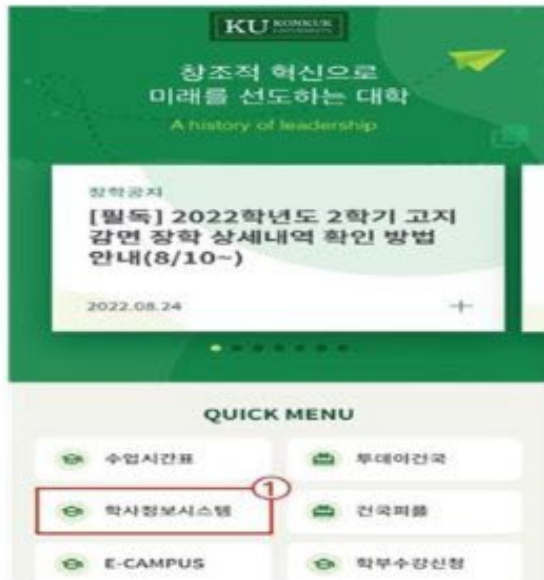 KU KONKUK UNIVERSITY
창조적 혁신으로
미래를 선도하는 대학
A history of leadership
장학공지
[필독] 2022학년도 2학기 고지
감면 장학 상세내역 확인 방법
안내(8/10~)
2022.08.24
QUICK MENU
수업시간표
투데이건국
①
학사정보시스템
건국피플
E-CAMPUS
학부수강신청